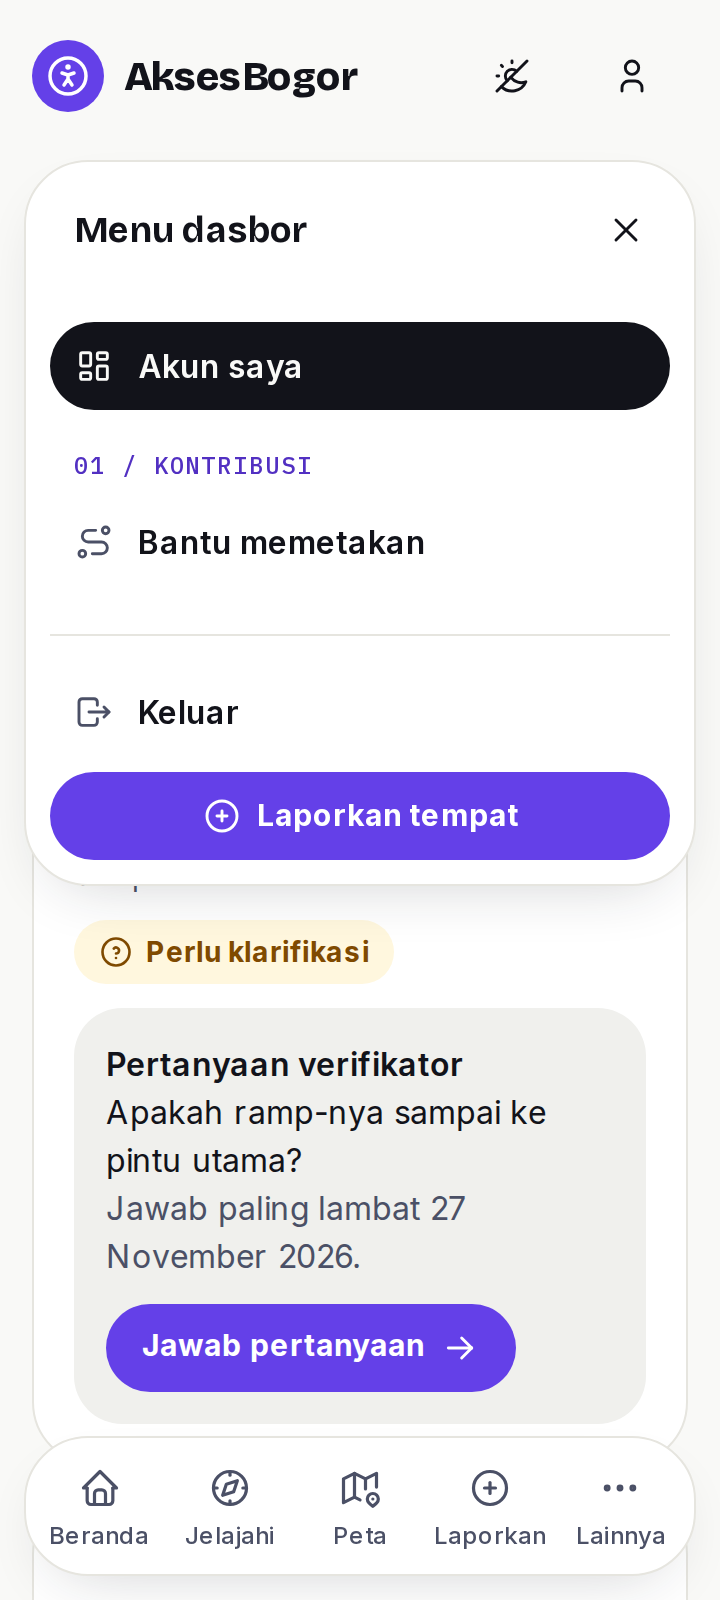 AksesBogor
Menu dasbor
Akun saya
01 / KONTRIBUSI
Bantu memetakan
Keluar
Laporkan tempat
Perlu klarifikasi
Pertanyaan verifikator
Apakah ramp-nya sampai ke
pintu utama?
Jawab paling lambat 27
November 2026.
Jawab pertanyaan
Beranda
Jelajahi
Peta
Laporkan
Lainnya